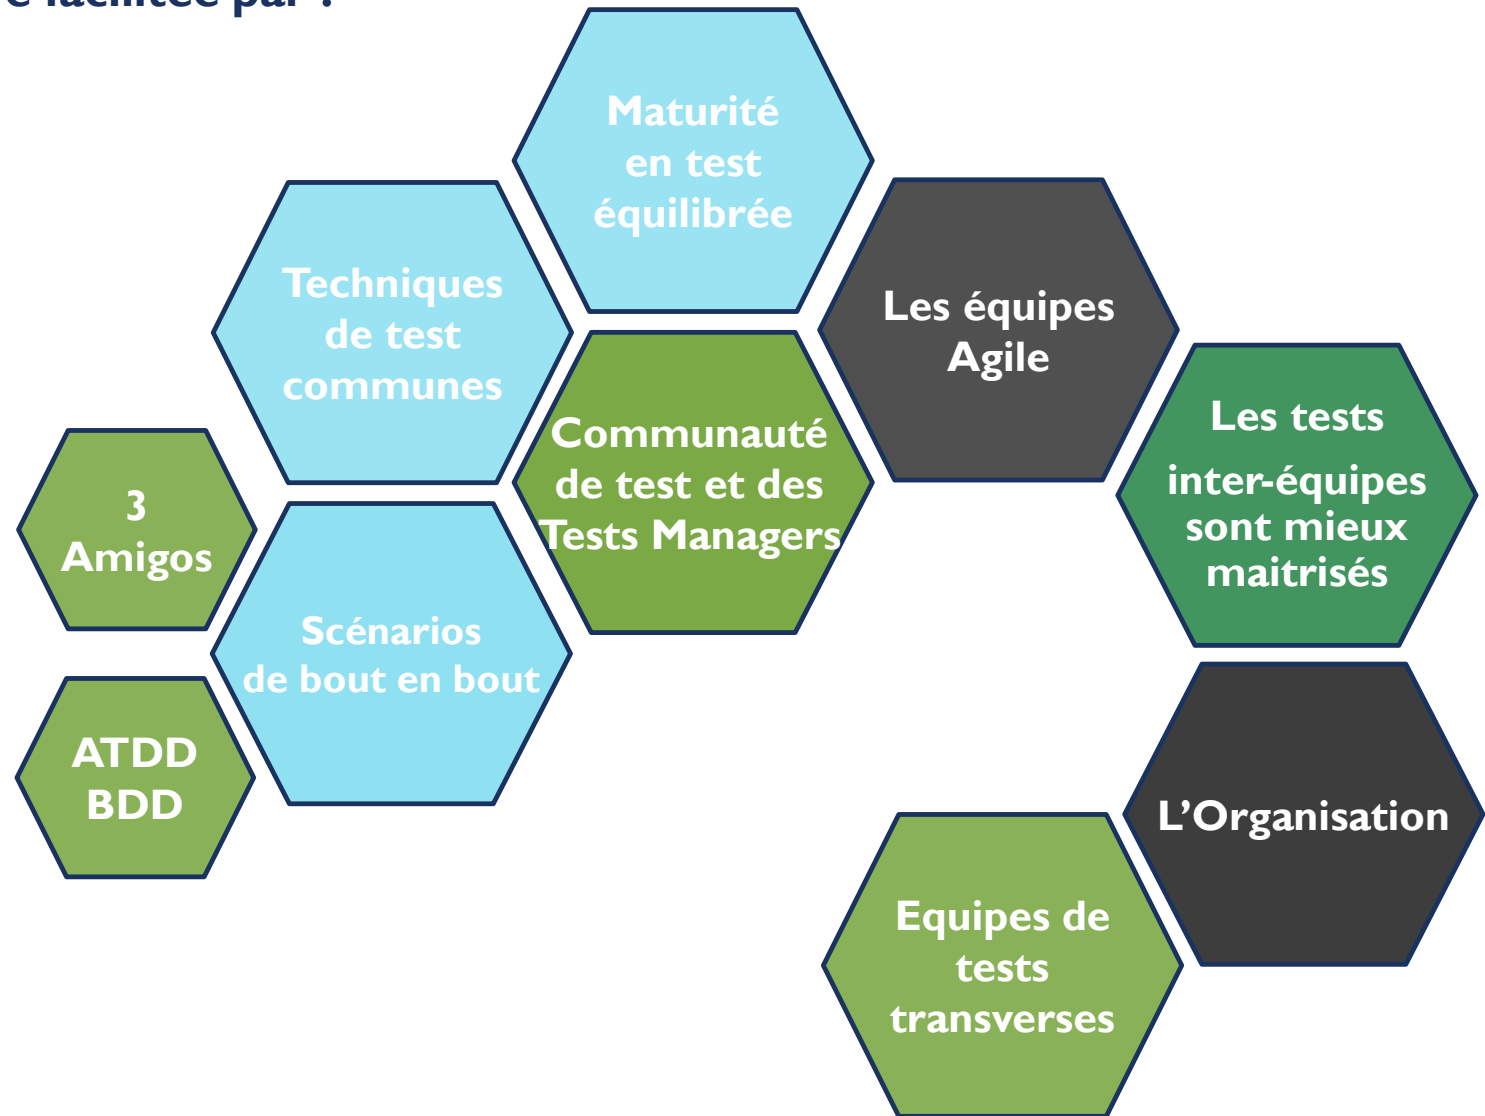 facilitée par :
Maturité
en test
équilibrée
Techniques
de test
communes
Les équipes
Agile
Communauté
de test et des
Tests Managers
Les tests
inter-équipes
sont mieux
maitrisés
3
Amigos
Scénarios
de bout en bout
ATDD
BDD
L’Organisation
Equipes de
tests
transverses